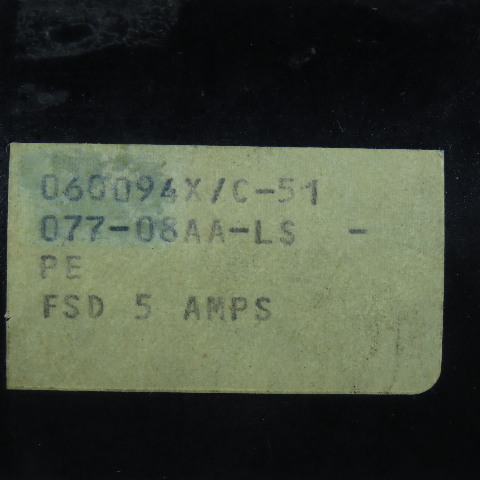 060094X/C-51
077-08AA-LS -
PE
FSD 5 AMPS